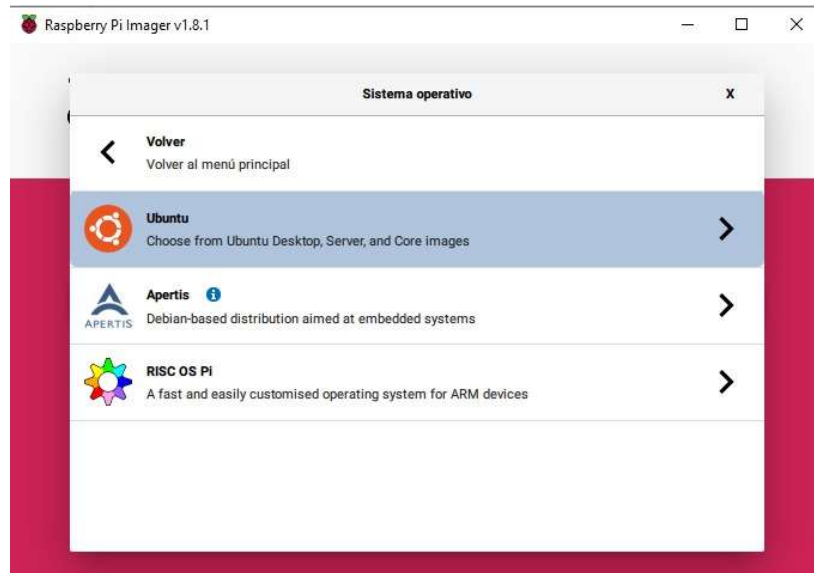 Raspberry Pi Imager v1.8.1
Sistema operativo
X
Volver
Volver al menú principal
Ubuntu
Choose from Ubuntu Desktop, Server, and Core images
Apertis
Debian-based distribution aimed at embedded systems
APERTIS
RISC OS Pi
A fast and easily customised operating system for ARM devices